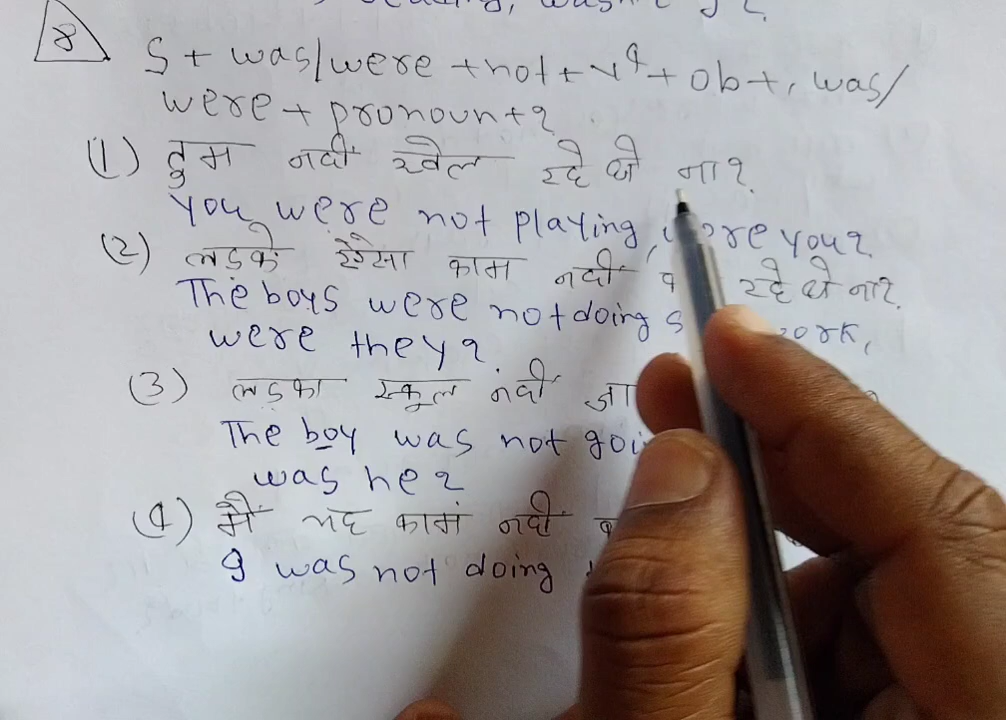 8
S + was/were + not + v⁴ + ob +, was/
were + pronoun + ?
(1) तुम नहीं खेल रहे थे ना?
You were not playing, were you?
(2) लड़के ऐसा काम नहीं रहे थे ना?
The boys were not doing work,
were they?
(3) लड़का स्कूल नहीं जा
The boy was not
was he?
(4) मैं यह काम नहीं
I was not doing